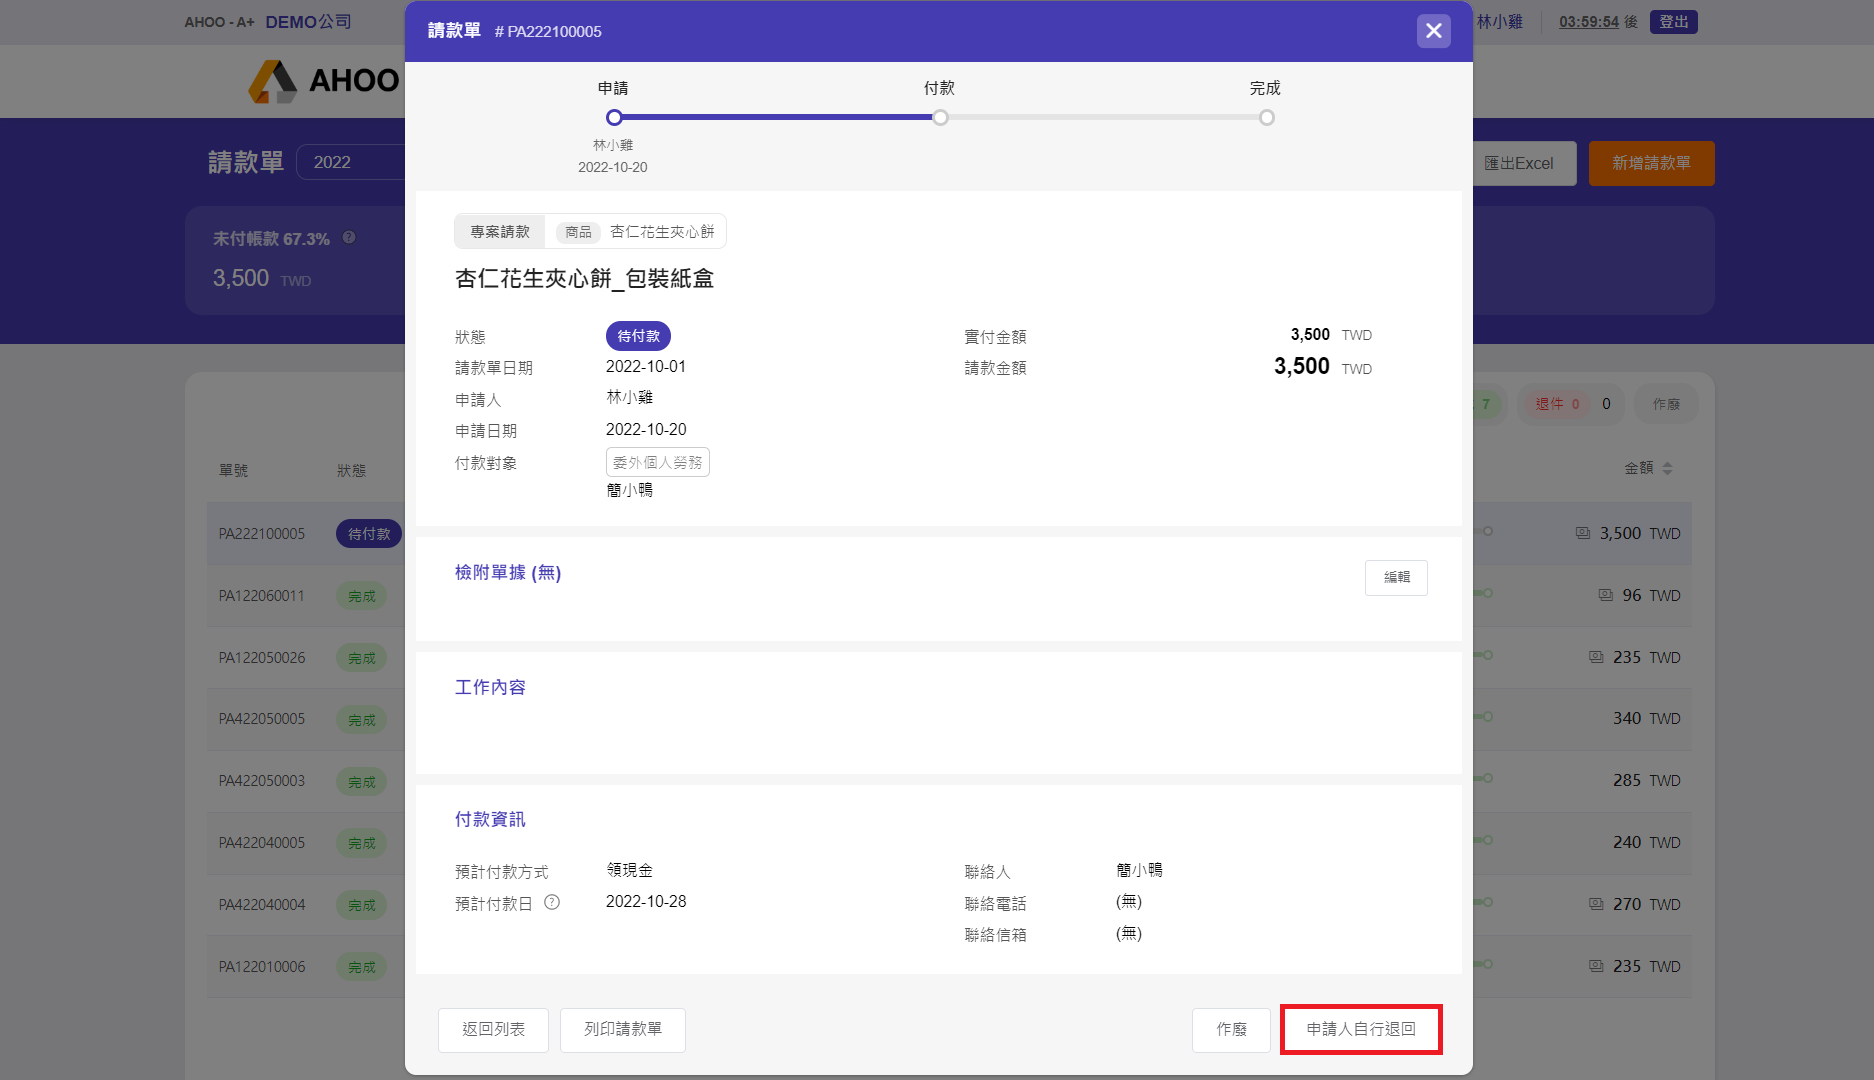 AHOO - A+ DEMO公司
林小雞 03:59:54 後 登出
AHOO
請款單 # PA222100005
申請 付款 完成
林小雞
2022-10-20
請款單 2022
匯出Excel 新增請款單
未付帳款 67.3%
3,500 TWD
專案請款 商品 杏仁花生夾心餅
杏仁花生夾心餅_包裝紙盒
狀態 待付款
請款單日期 2022-10-01
申請人 林小雞
申請日期 2022-10-20
付款對象 委外個人勞務
簡小鴨
實付金額 3,500 TWD
請款金額 3,500 TWD
檢附單據 (無) 編輯
工作內容
付款資訊
預計付款方式 領現金
預計付款日 2022-10-28
聯絡人 簡小鴨
聯絡電話 (無)
聯絡信箱 (無)
返回列表 列印請款單 作廢 申請人自行退回
7 退件 0 0 作廢
單號 狀態 金額
PA222100005 待付款 3,500 TWD
PA122060011 完成 96 TWD
PA122050026 完成 235 TWD
PA422050005 完成 340 TWD
PA422050003 完成 285 TWD
PA422040005 完成 240 TWD
PA422040004 完成 270 TWD
PA122010006 完成 235 TWD